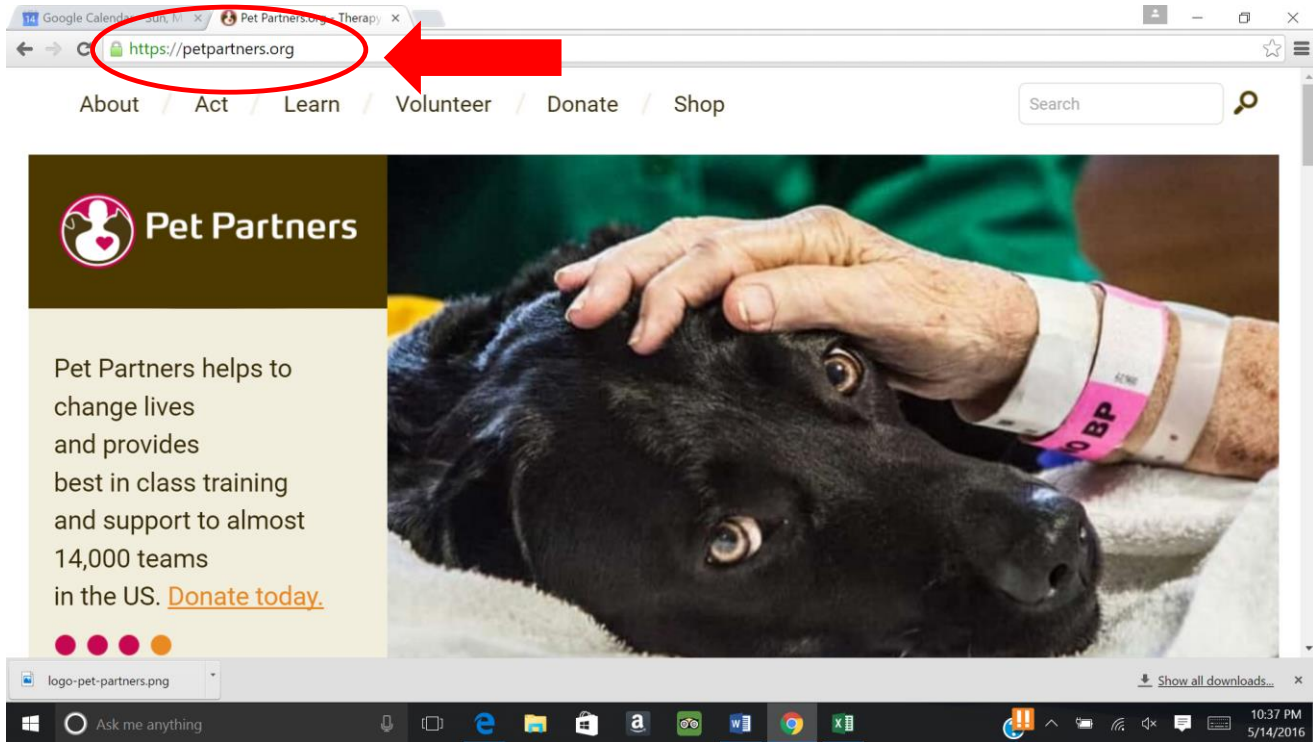 Google Calendar - Sun, M
Pet Partners.org - Therapy
https://petpartners.org
About / Act / Learn / Volunteer / Donate / Shop
Search
Pet Partners
Pet Partners helps to
change lives
and provides
best in class training
and support to almost
14,000 teams
in the US. Donate today.
BP
logo-pet-partners.png
Show all downloads...
Ask me anything
10:37 PM
5/14/2016